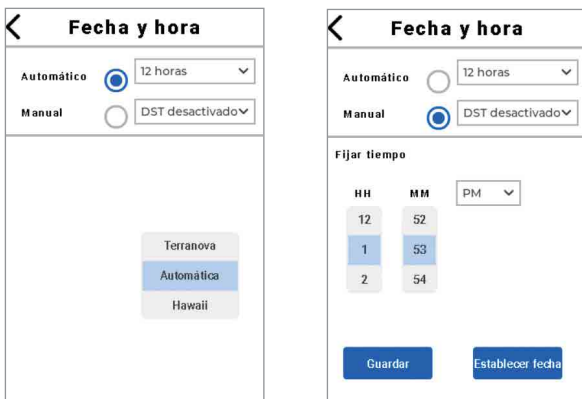 Fecha y hora
Automático 12 horas
Manual DST desactivado
Terranova
Automática
Hawaii
Fecha y hora
Automático 12 horas
Manual DST desactivado
Fijar tiempo
HH MM PM
12 52
1 53
2 54
Guardar Establecer fecha